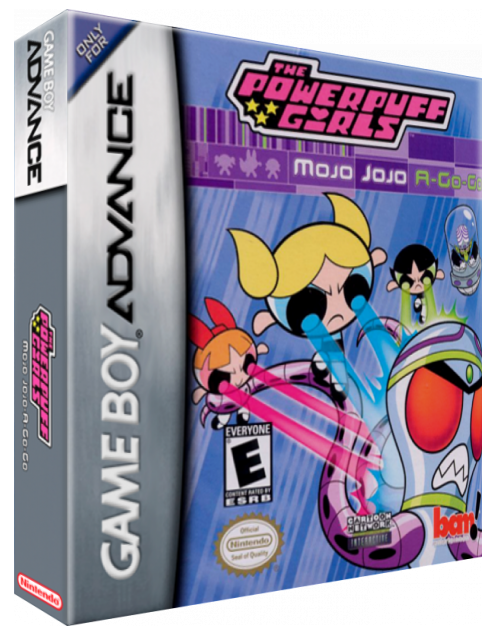 GAME BOY
ADVANCE
THE
POWERPUFF
GIRLS
MOJO JOJO A-GO-GO
Nintendo
ONLY
FOR
GAME BOY ADVANCE
THE
POWERPUFF
GIRLS
MOJO JOJO A-GO-GO
EVERYONE
E
CONTENT RATED BY
ESRB
Official
Nintendo
Seal of Quality
CARTOON
NETWORK
INTERACTIVE
bam!